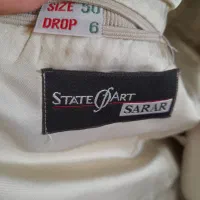 SIZE 50
DROP 6
STATE OF ART
SARAR